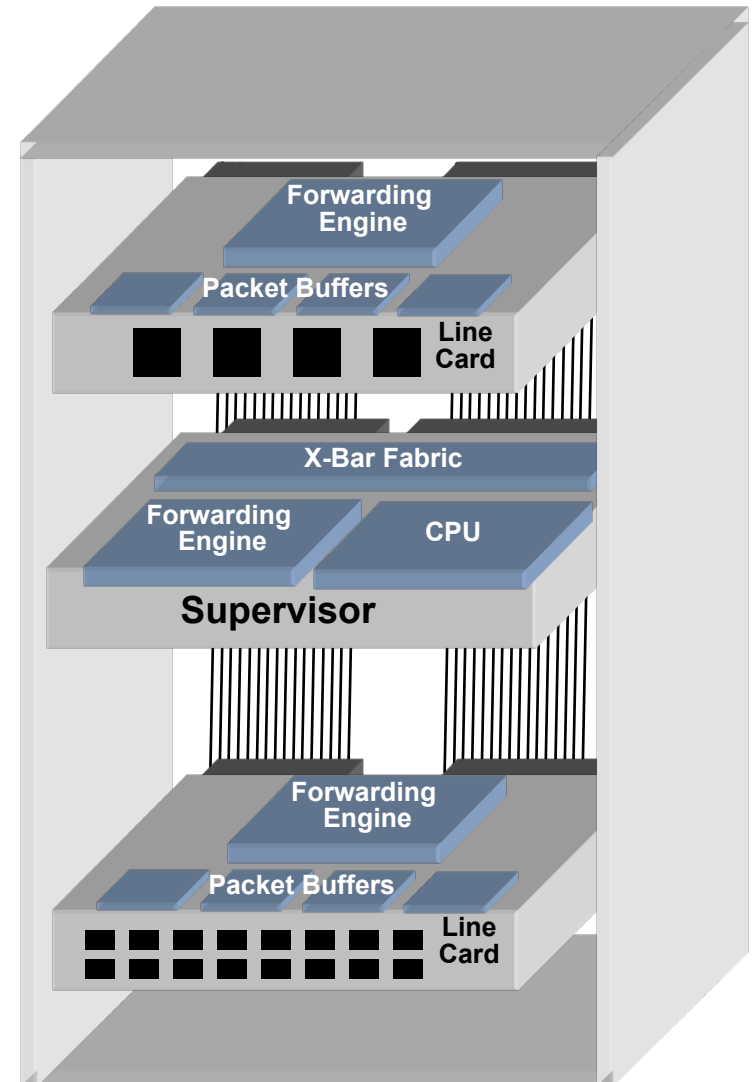 Forwarding
Engine
Packet Buffers
Line
Card
X-Bar Fabric
Forwarding
Engine
CPU
Supervisor
Forwarding
Engine
Packet Buffers
Line
Card